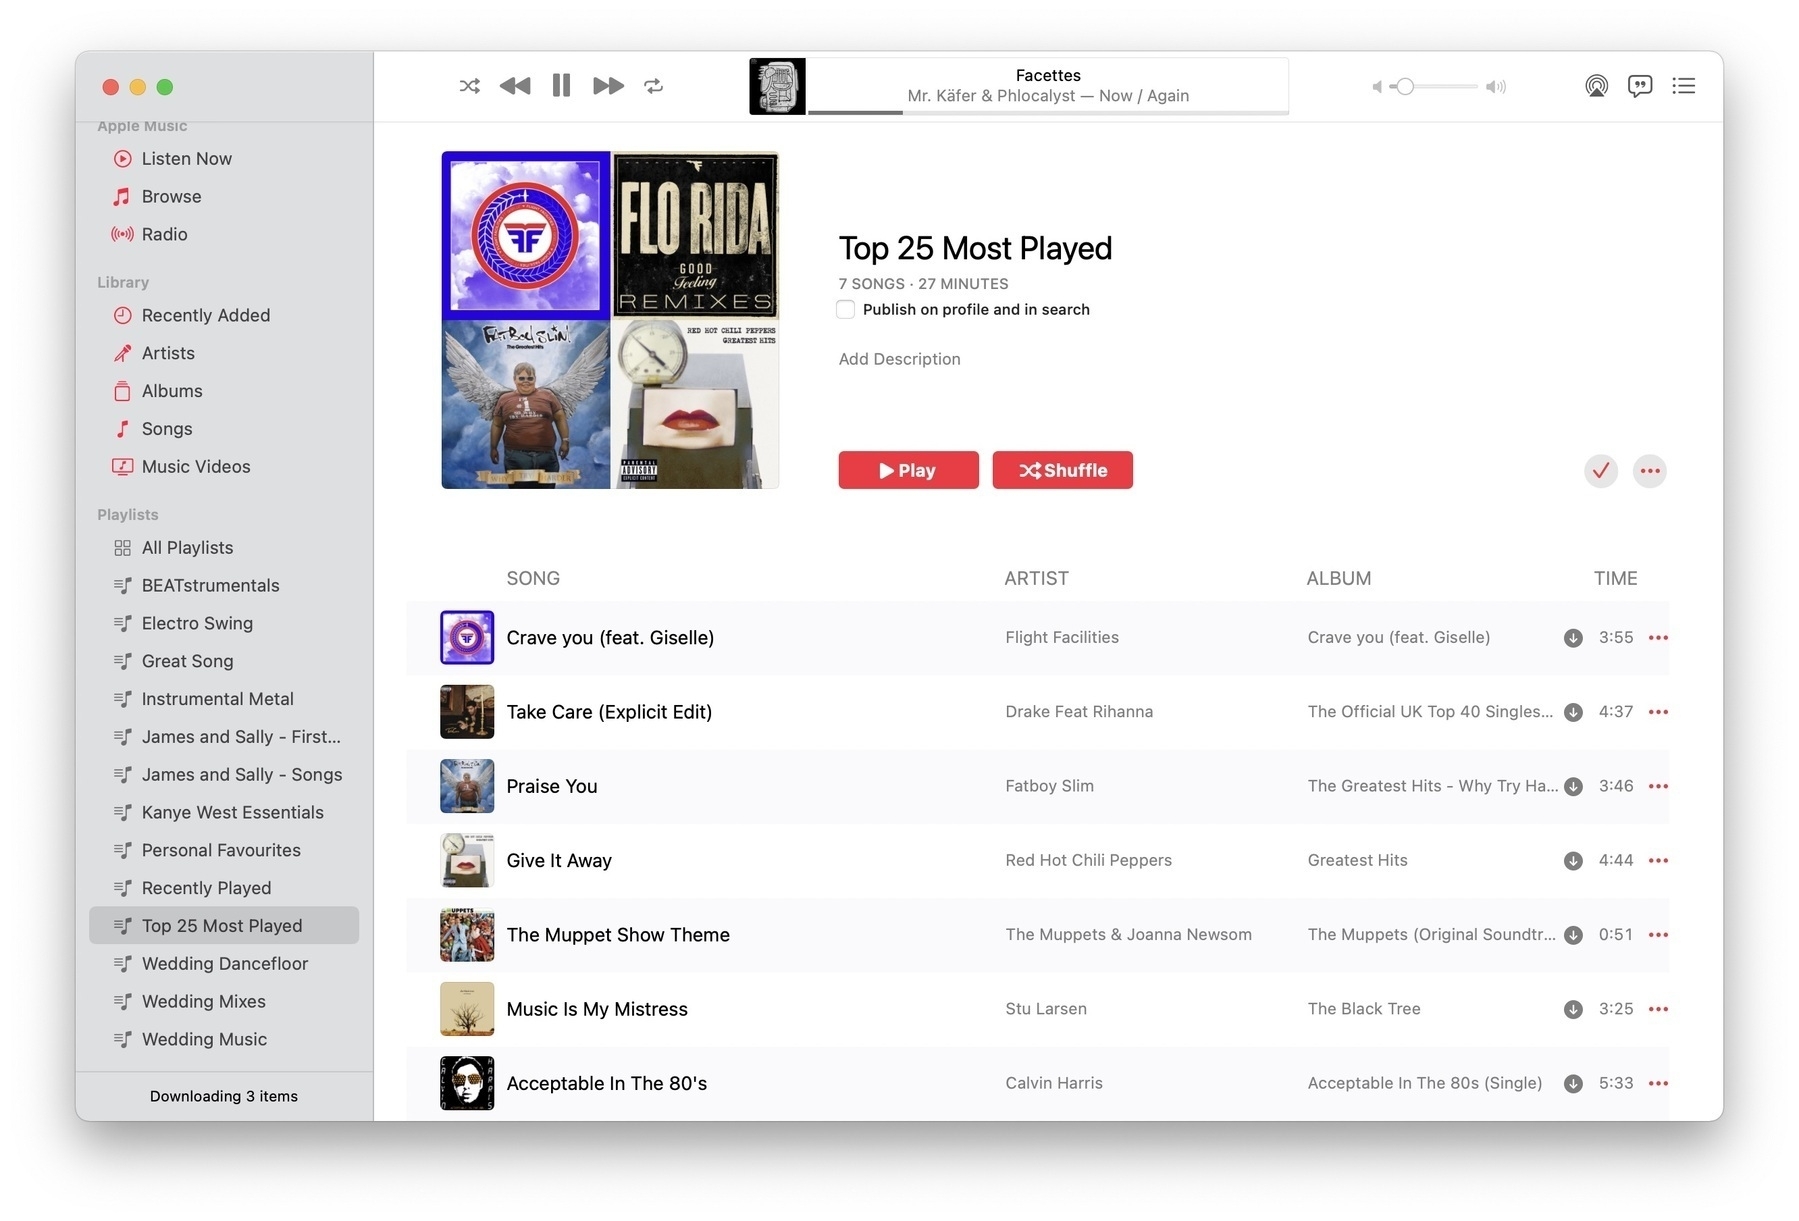 Facettes
Mr. Käfer & Phlocalyst — Now / Again
Apple Music
Listen Now
Browse
Radio
Library
Recently Added
Artists
Albums
Songs
Music Videos
Playlists
All Playlists
BEATstrumentals
Electro Swing
Great Song
Instrumental Metal
James and Sally - First...
James and Sally - Songs
Kanye West Essentials
Personal Favourites
Recently Played
Top 25 Most Played
Wedding Dancefloor
Wedding Mixes
Wedding Music
Downloading 3 items
FLO RIDA
GOOD
Feeling
REMIXES
FATBOY SLIM
The Greatest Hits
I'M
#1
RED HOT CHILI PEPPERS
GREATEST HITS
PARENTAL
ADVISORY
EXPLICIT CONTENT
Top 25 Most Played
7 SONGS · 27 MINUTES
Publish on profile and in search
Add Description
Play
Shuffle
SONG ARTIST ALBUM TIME
Crave you (feat. Giselle) Flight Facilities Crave you (feat. Giselle) 3:55
Take Care (Explicit Edit) Drake Feat Rihanna The Official UK Top 40 Singles... 4:37
Praise You Fatboy Slim The Greatest Hits - Why Try Ha... 3:46
Give It Away Red Hot Chili Peppers Greatest Hits 4:44
The Muppet Show Theme The Muppets & Joanna Newsom The Muppets (Original Soundtr... 0:51
Music Is My Mistress Stu Larsen The Black Tree 3:25
Acceptable In The 80's Calvin Harris Acceptable In The 80s (Single) 5:33